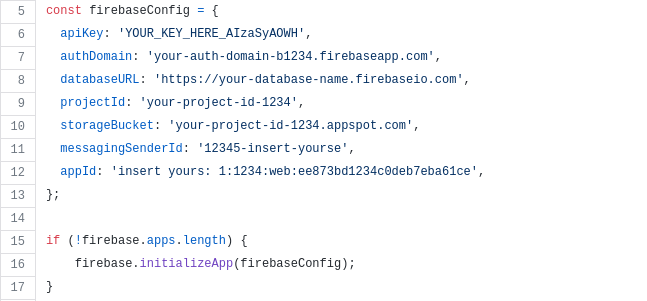 5 const firebaseConfig = {
6   apiKey: 'YOUR_KEY_HERE_AIzaSyAOWH',
7   authDomain: 'your-auth-domain-b1234.firebaseapp.com',
8   databaseURL: 'https://your-database-name.firebaseio.com',
9   projectId: 'your-project-id-1234',
10   storageBucket: 'your-project-id-1234.appspot.com',
11   messagingSenderId: '12345-insert-yourse',
12   appId: 'insert yours: 1:1234:web:ee873bd1234c0deb7eba61ce',
13 };
14
15 if (!firebase.apps.length) {
16     firebase.initializeApp(firebaseConfig);
17 }